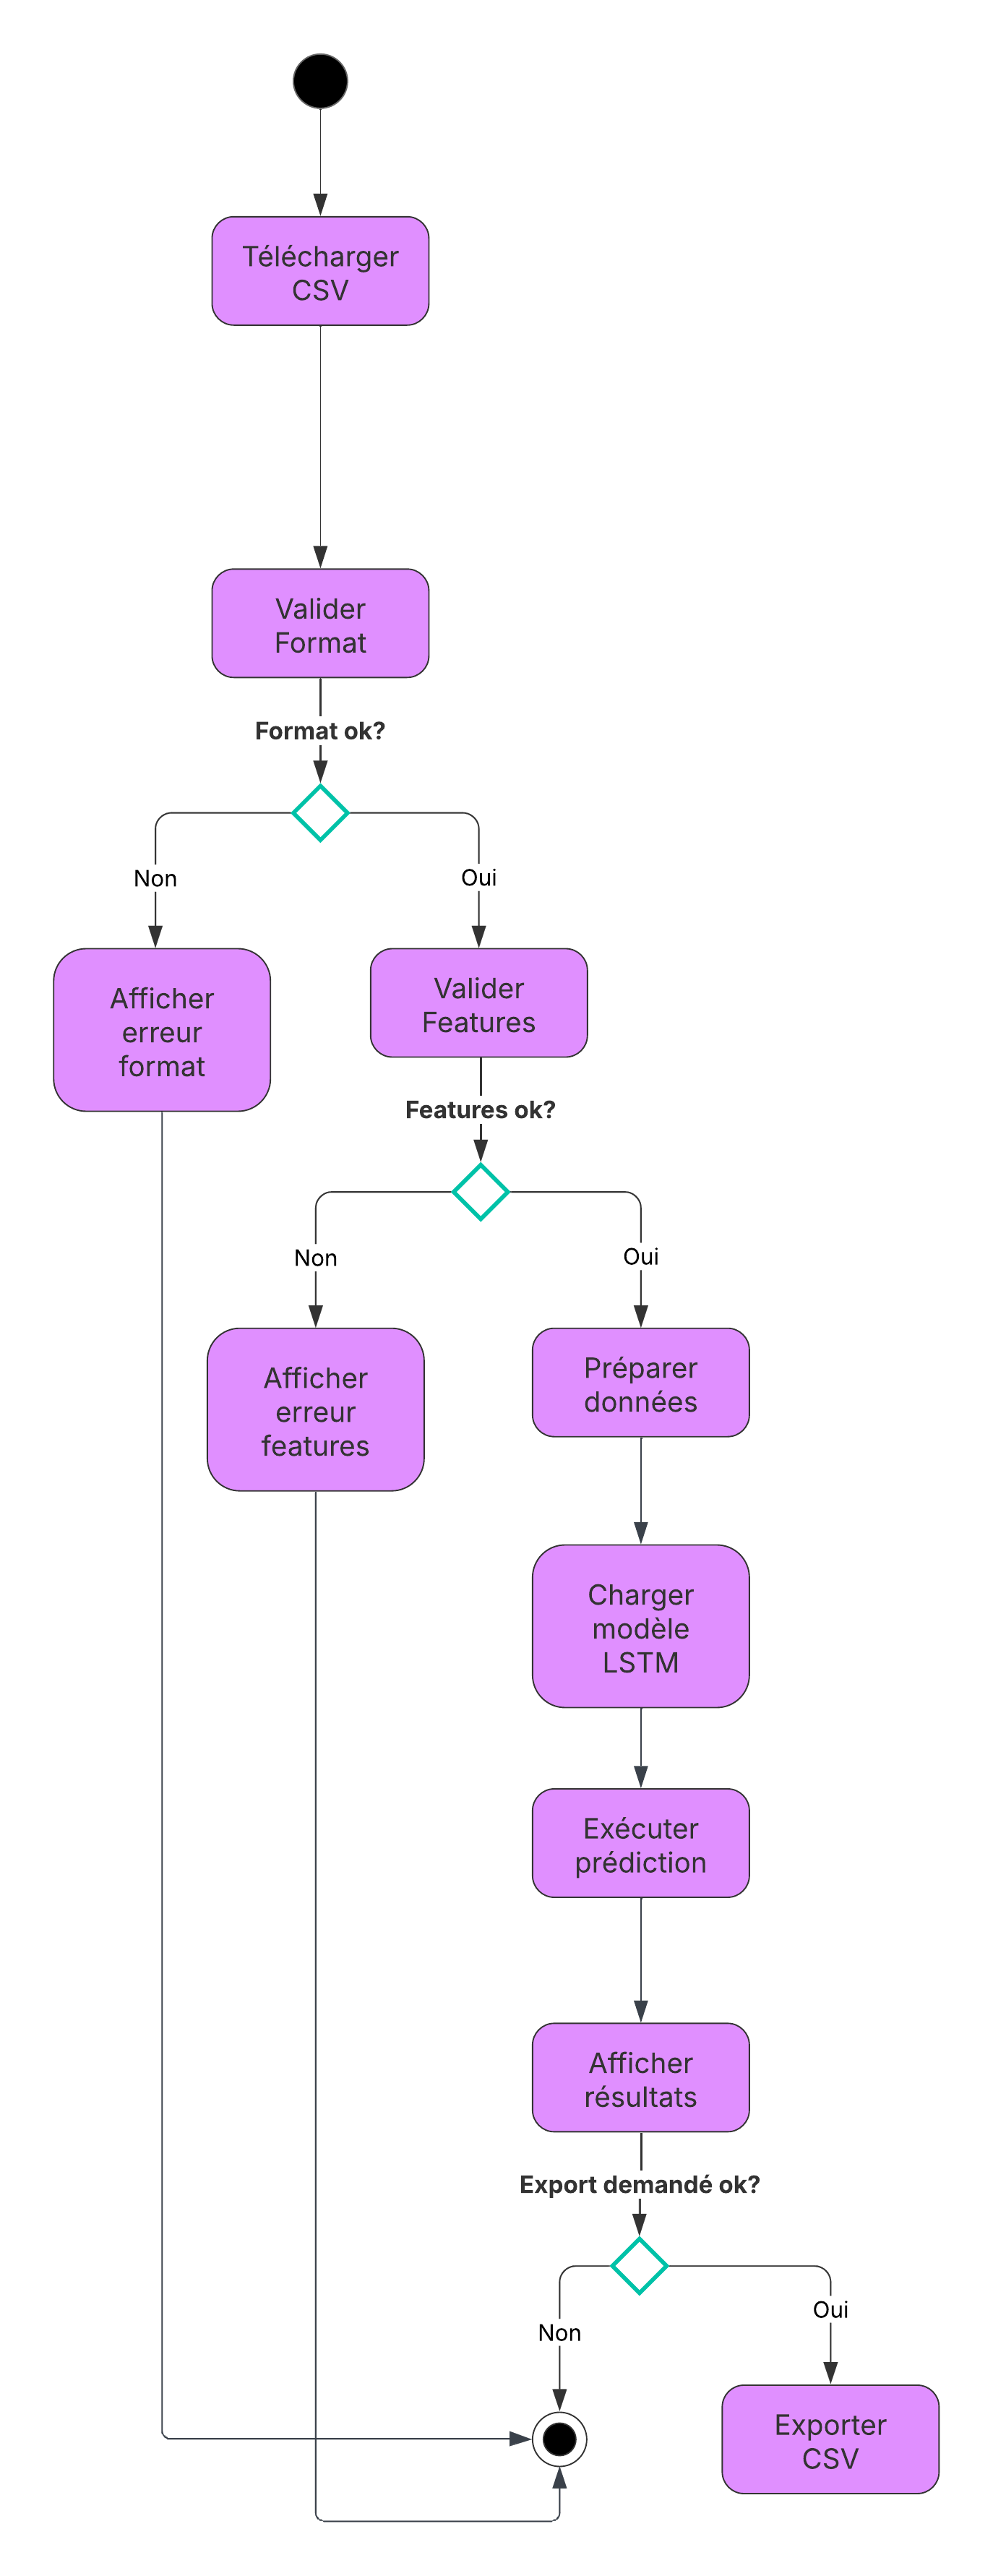 Télécharger
CSV
Valider
Format
Format ok?
Non
Oui
Afficher
erreur
format
Valider
Features
Features ok?
Non
Oui
Afficher
erreur
features
Préparer
données
Charger
modèle
LSTM
Exécuter
prédiction
Afficher
résultats
Export demandé ok?
Non
Oui
Exporter
CSV